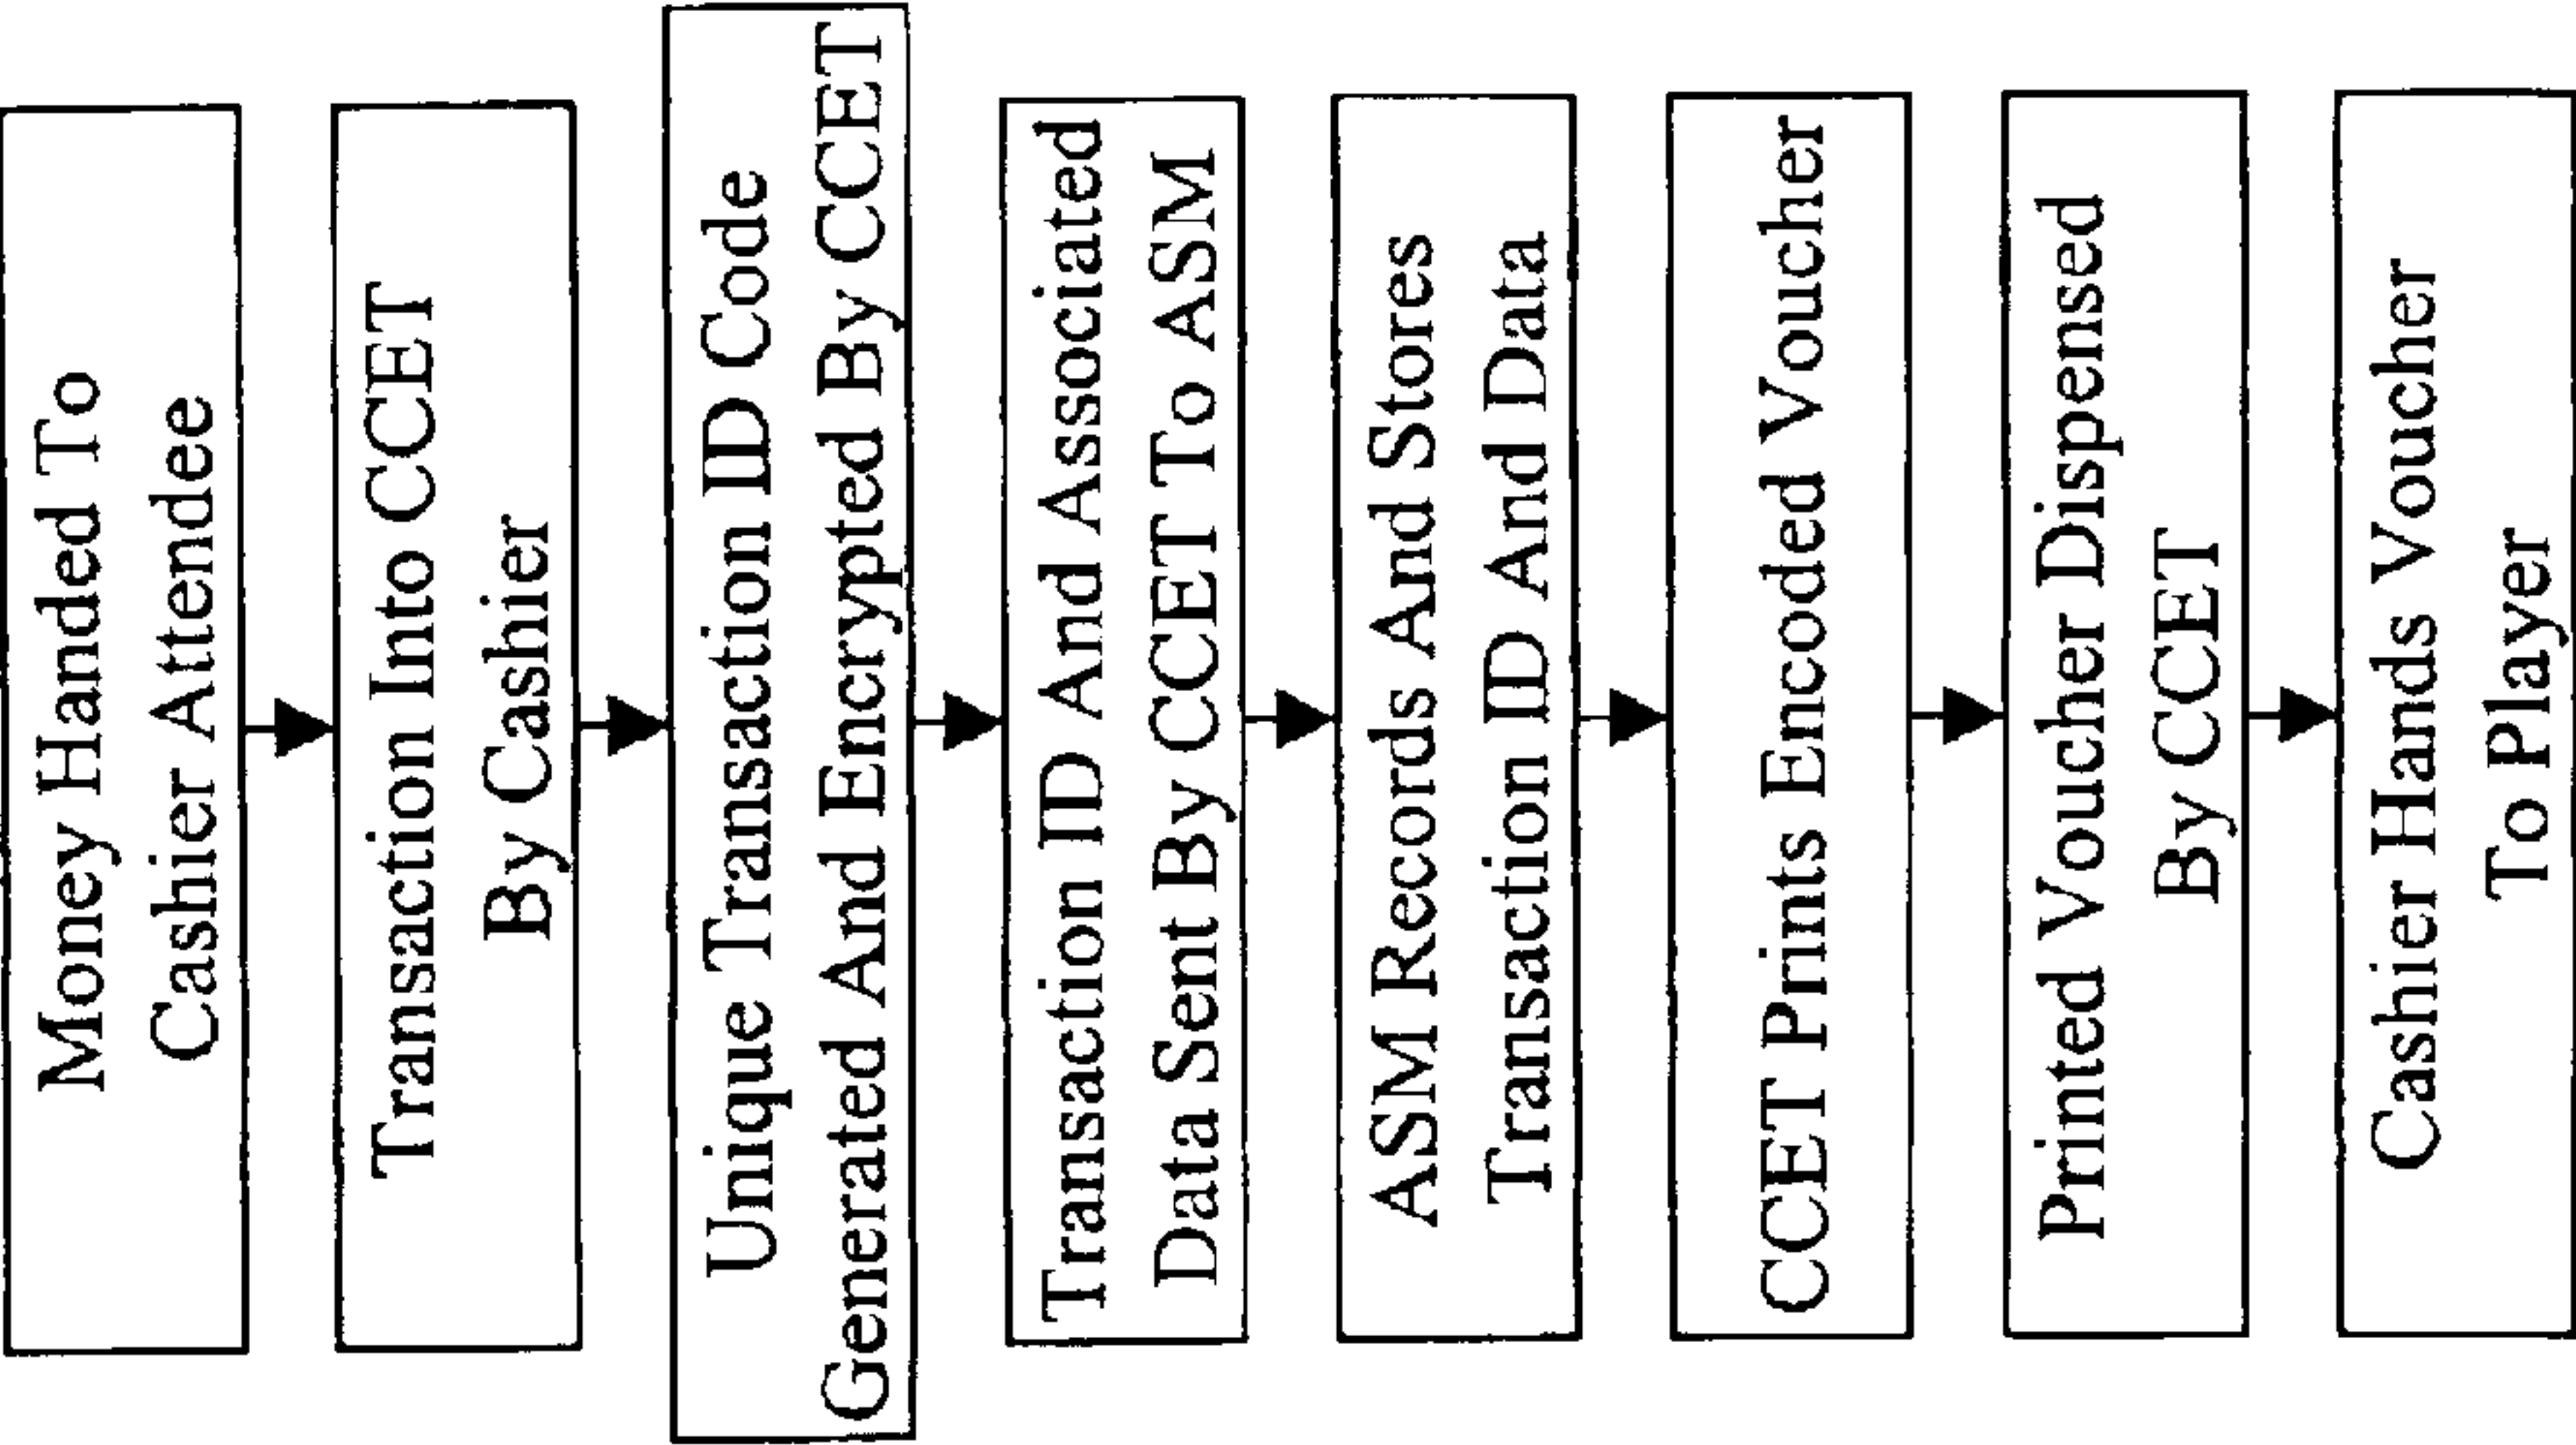 Money Handed To
Cashier Attendee
Transaction Into CCET
By Cashier
Unique Transaction ID Code
Generated And Encrypted By CCET
Transaction ID And Associated
Data Sent By CCET To ASM
ASM Records And Stores
Transaction ID And Data
CCET Prints Encoded Voucher
Printed Voucher Dispensed
By CCET
Cashier Hands Voucher
To Player